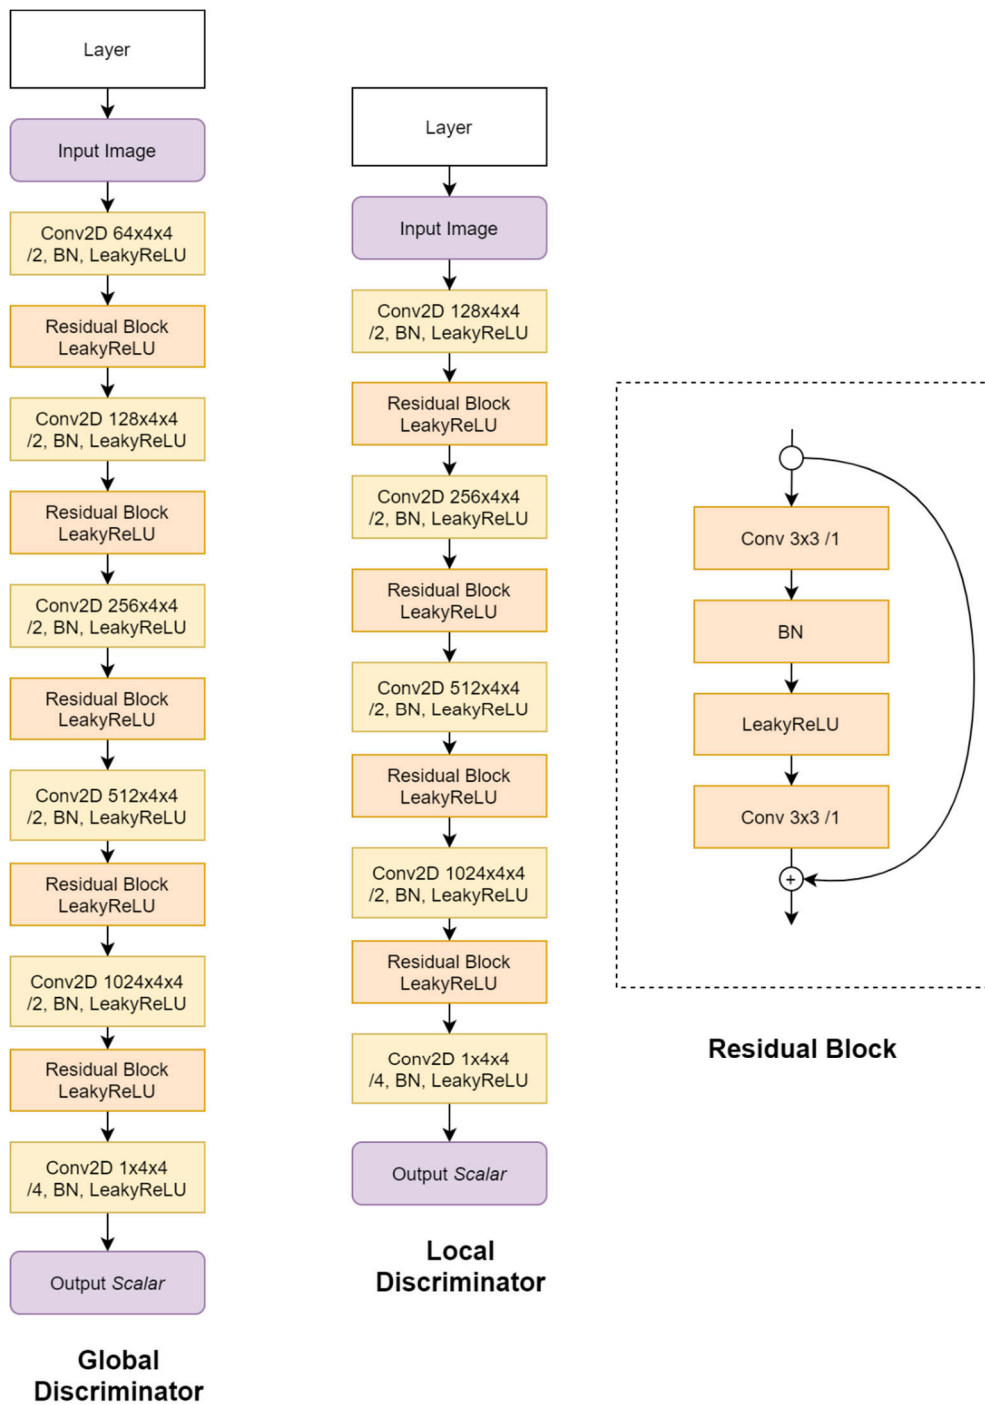 Layer
Input Image
Conv2D 64x4x4
/2, BN, LeakyReLU
Residual Block
LeakyReLU
Conv2D 128x4x4
/2, BN, LeakyReLU
Residual Block
LeakyReLU
Conv2D 256x4x4
/2, BN, LeakyReLU
Residual Block
LeakyReLU
Conv2D 512x4x4
/2, BN, LeakyReLU
Residual Block
LeakyReLU
Conv2D 1024x4x4
/2, BN, LeakyReLU
Residual Block
LeakyReLU
Conv2D 1x4x4
/4, BN, LeakyReLU
Output Scalar
Global
Discriminator
Layer
Input Image
Conv2D 128x4x4
/2, BN, LeakyReLU
Residual Block
LeakyReLU
Conv2D 256x4x4
/2, BN, LeakyReLU
Residual Block
LeakyReLU
Conv2D 512x4x4
/2, BN, LeakyReLU
Residual Block
LeakyReLU
Conv2D 1024x4x4
/2, BN, LeakyReLU
Residual Block
LeakyReLU
Conv2D 1x4x4
/4, BN, LeakyReLU
Output Scalar
Local
Discriminator
Conv 3x3 /1
BN
LeakyReLU
Conv 3x3 /1
+
Residual Block